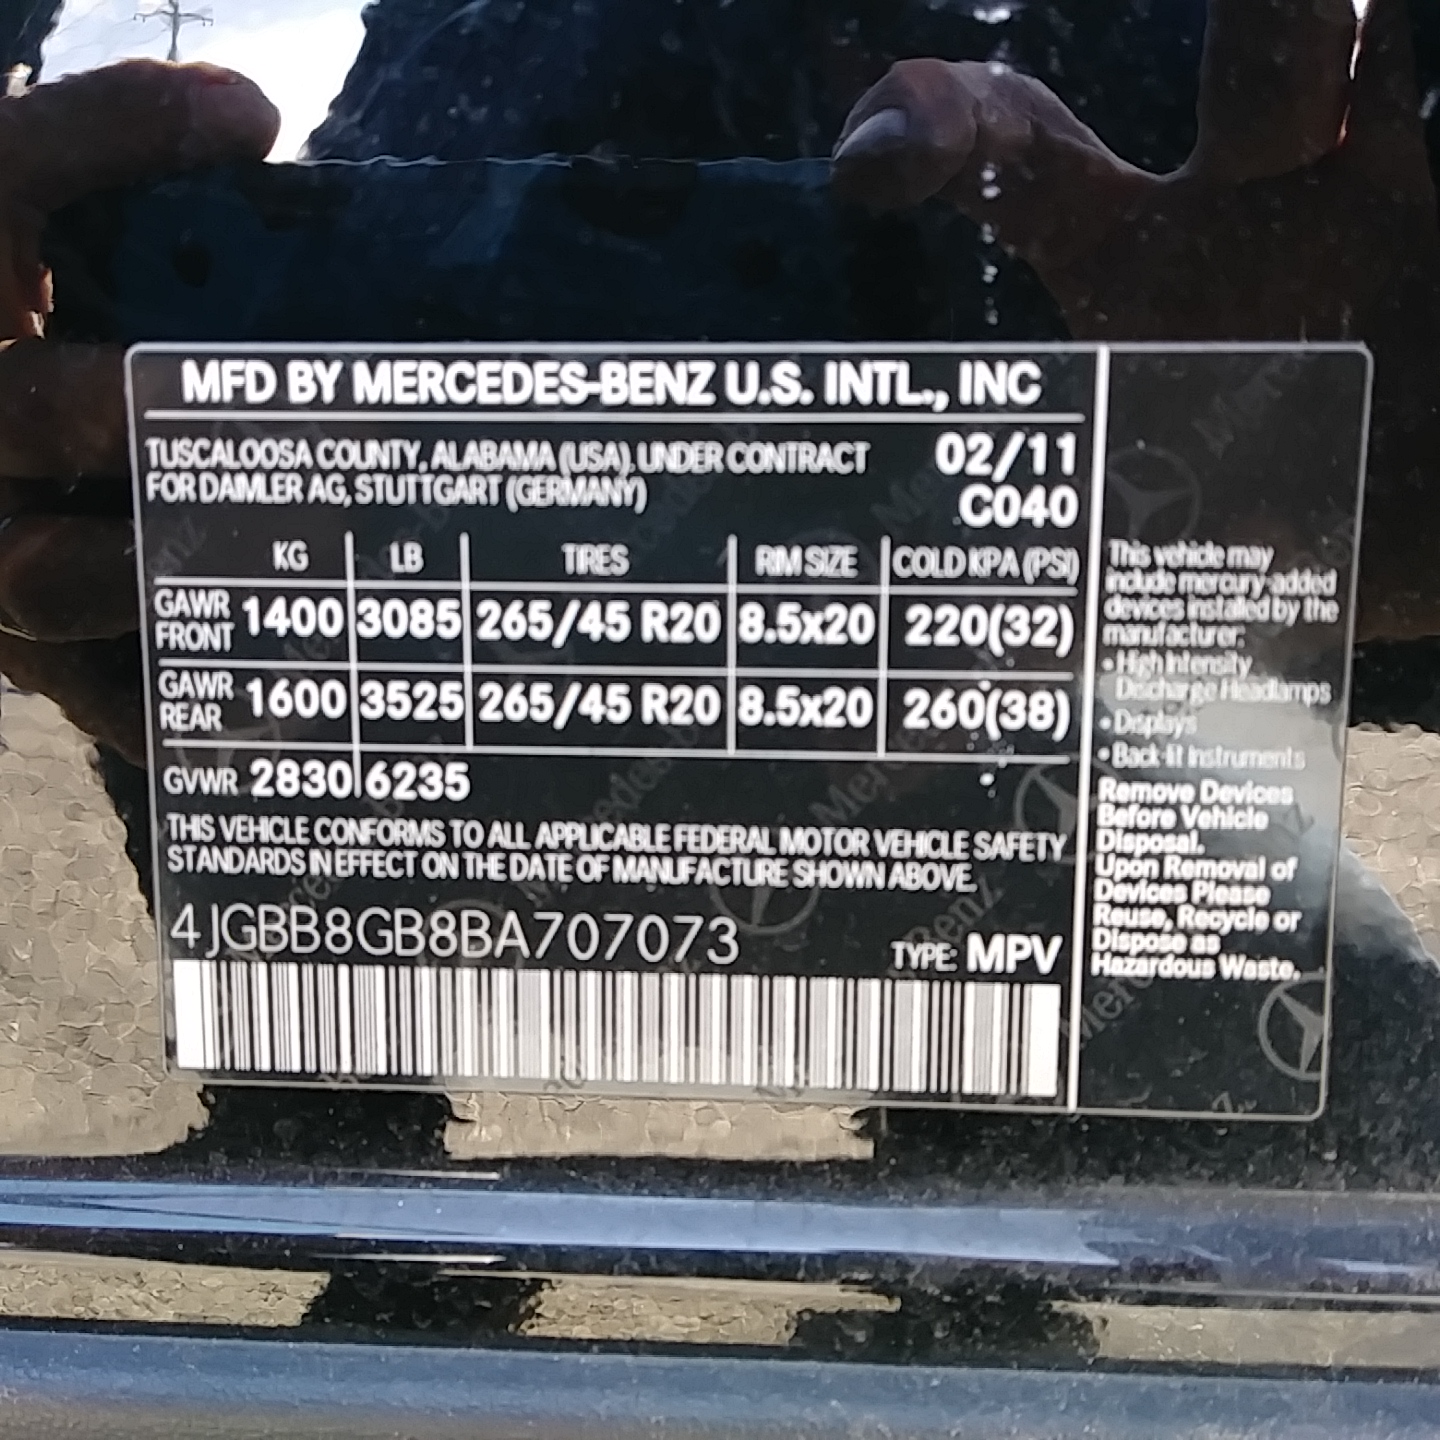 MFD BY MERCEDES-BENZ U.S. INTL., INC
TUSCALOOSA COUNTY, ALABAMA (USA), UNDER CONTRACT
FOR DAIMLER AG, STUTTGART (GERMANY)
02/11
C040
KG LB TIRES RIM SIZE COLD KPA (PSI)
GAWR FRONT 1400 3085 265/45 R20 8.5x20 220(32)
GAWR REAR 1600 3525 265/45 R20 8.5x20 260(38)
GVWR 2830 6235
THIS VEHICLE CONFORMS TO ALL APPLICABLE FEDERAL MOTOR VEHICLE SAFETY
STANDARDS IN EFFECT ON THE DATE OF MANUFACTURE SHOWN ABOVE.
4JGBB8GB8BA707073
TYPE: MPV
This vehicle may
include mercury-added
devices installed by the
manufacturer:
• High Intensity
Discharge Headlamps
• Displays
• Back-lit Instruments
Remove Devices
Before Vehicle
Disposal.
Upon Removal of
Devices Please
Reuse, Recycle or
Dispose as
Hazardous Waste.